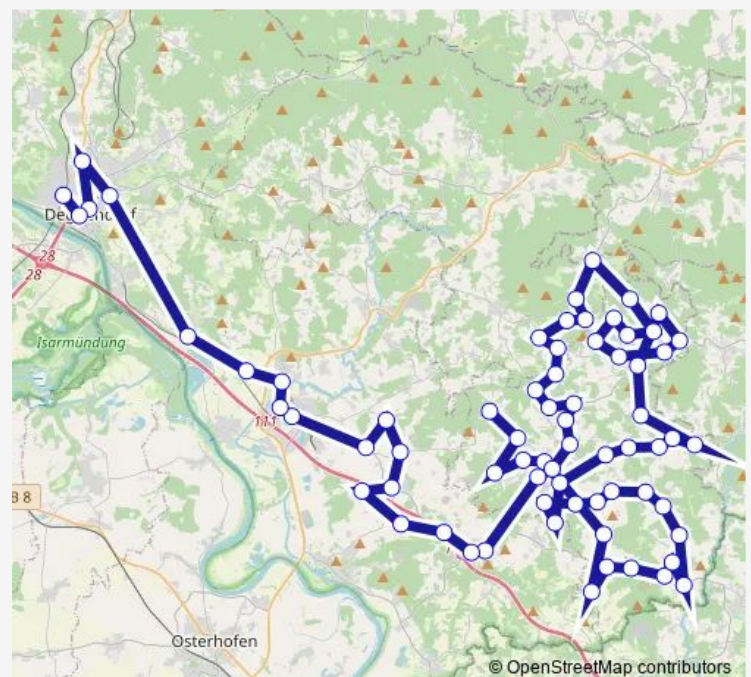 Deggendorf
28
28
Isarmündung
111
B 8
Osterhofen
© OpenStreetMap contributors